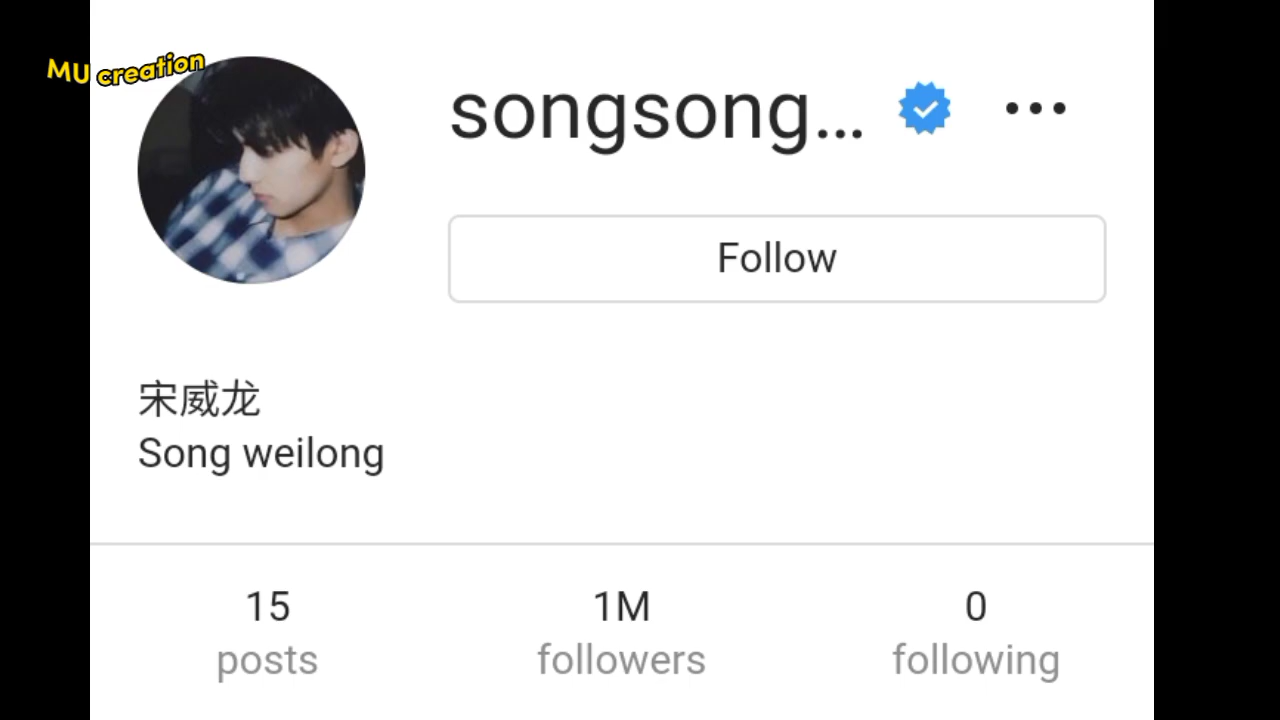 MU creation
songsong...
Follow
宋威龙
Song weilong
15
posts
1M
followers
0
following